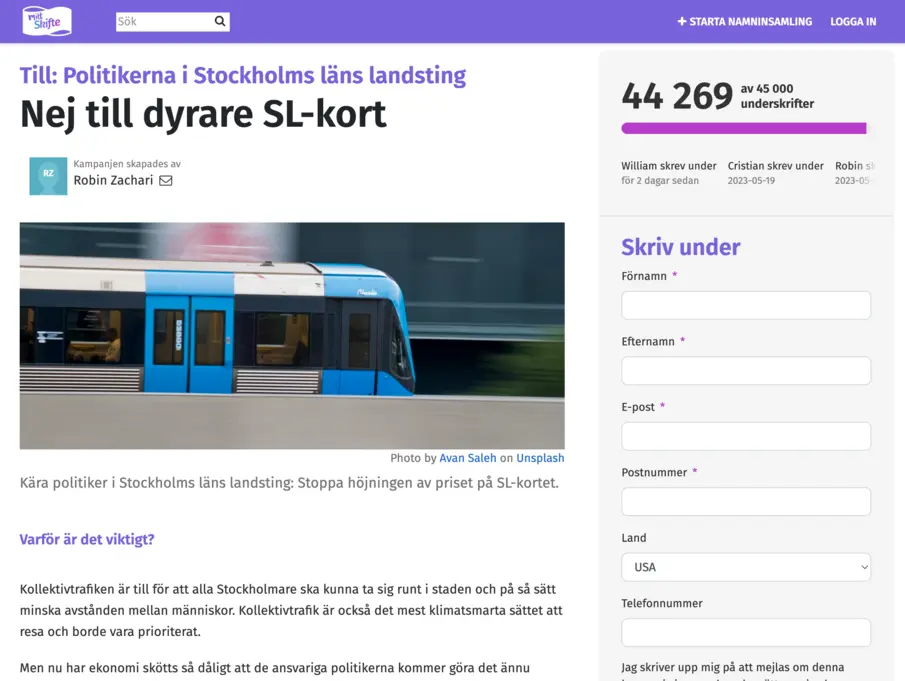 mitt
Skifte
Sök
+ STARTA NAMNINSAMLING
LOGGA IN
Till: Politikerna i Stockholms läns landsting
Nej till dyrare SL-kort
RZ
Kampanjen skapades av
Robin Zachari
Photo by Avan Saleh on Unsplash
Kära politiker i Stockholms läns landsting: Stoppa höjningen av priset på SL-kortet.
Varför är det viktigt?
Kollektivtrafiken är till för att alla Stockholmare ska kunna ta sig runt i staden och på så sätt
minska avstånden mellan människor. Kollektivtrafik är också det mest klimatsmarta sättet att
resa och borde vara prioriterat.
Men nu har ekonomi skötts så dåligt att de ansvariga politikerna kommer göra det ännu
44 269 av 45 000
underskrifter
William skrev under
för 2 dagar sedan
Cristian skrev under
2023-05-19
Robin
2023-05-
Skriv under
Förnamn *
Efternamn *
E-post *
Postnummer *
Land
USA
Telefonnummer
Jag skriver upp mig på att mejlas om denna